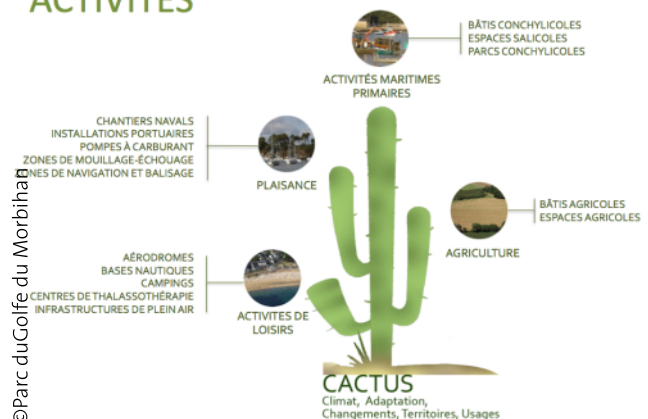 ACTIVITÉS
BÂTIS CONCHYLICOLES
ESPACES SALICOLES
PARCS CONCHYLICOLES
ACTIVITÉS MARITIMES
PRIMAIRES
CHANTIERS NAVALS
INSTALLATIONS PORTUAIRES
POMPES À CARBURANT
ZONES DE MOUILLAGE-ÉCHOUAGE
ZONES DE NAVIGATION ET BALISAGE
PLAISANCE
BÂTIS AGRICOLES
ESPACES AGRICOLES
AGRICULTURE
AÉRODROMES
BASES NAUTIQUES
CAMPINGS
CENTRES DE THALASSOTHÉRAPIE
INFRASTRUCTURES DE PLEIN AIR
ACTIVITES DE
LOISIRS
CACTUS
Climat, Adaptation,
Changements, Territoires, Usages
©Parc duGolfe du Morbihan